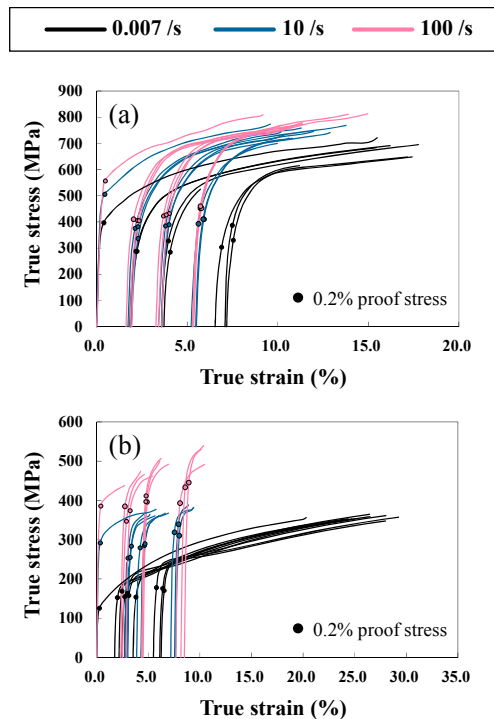 0.007 /s 10 /s 100 /s
(a)
True stress (MPa)
900
800
700
600
500
400
300
200
100
0
0.2% proof stress
0.0 5.0 10.0 15.0 20.0
True strain (%)
(b)
True stress (MPa)
600
500
400
300
200
100
0
0.2% proof stress
0.0 5.0 10.0 15.0 20.0 25.0 30.0 35.0
True strain (%)